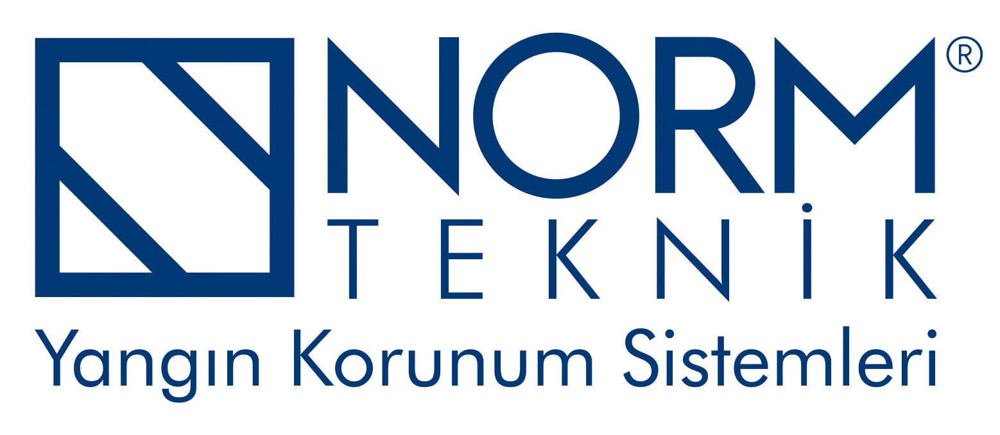 NORM®
TEKNİK
Yangın Korunum Sistemleri